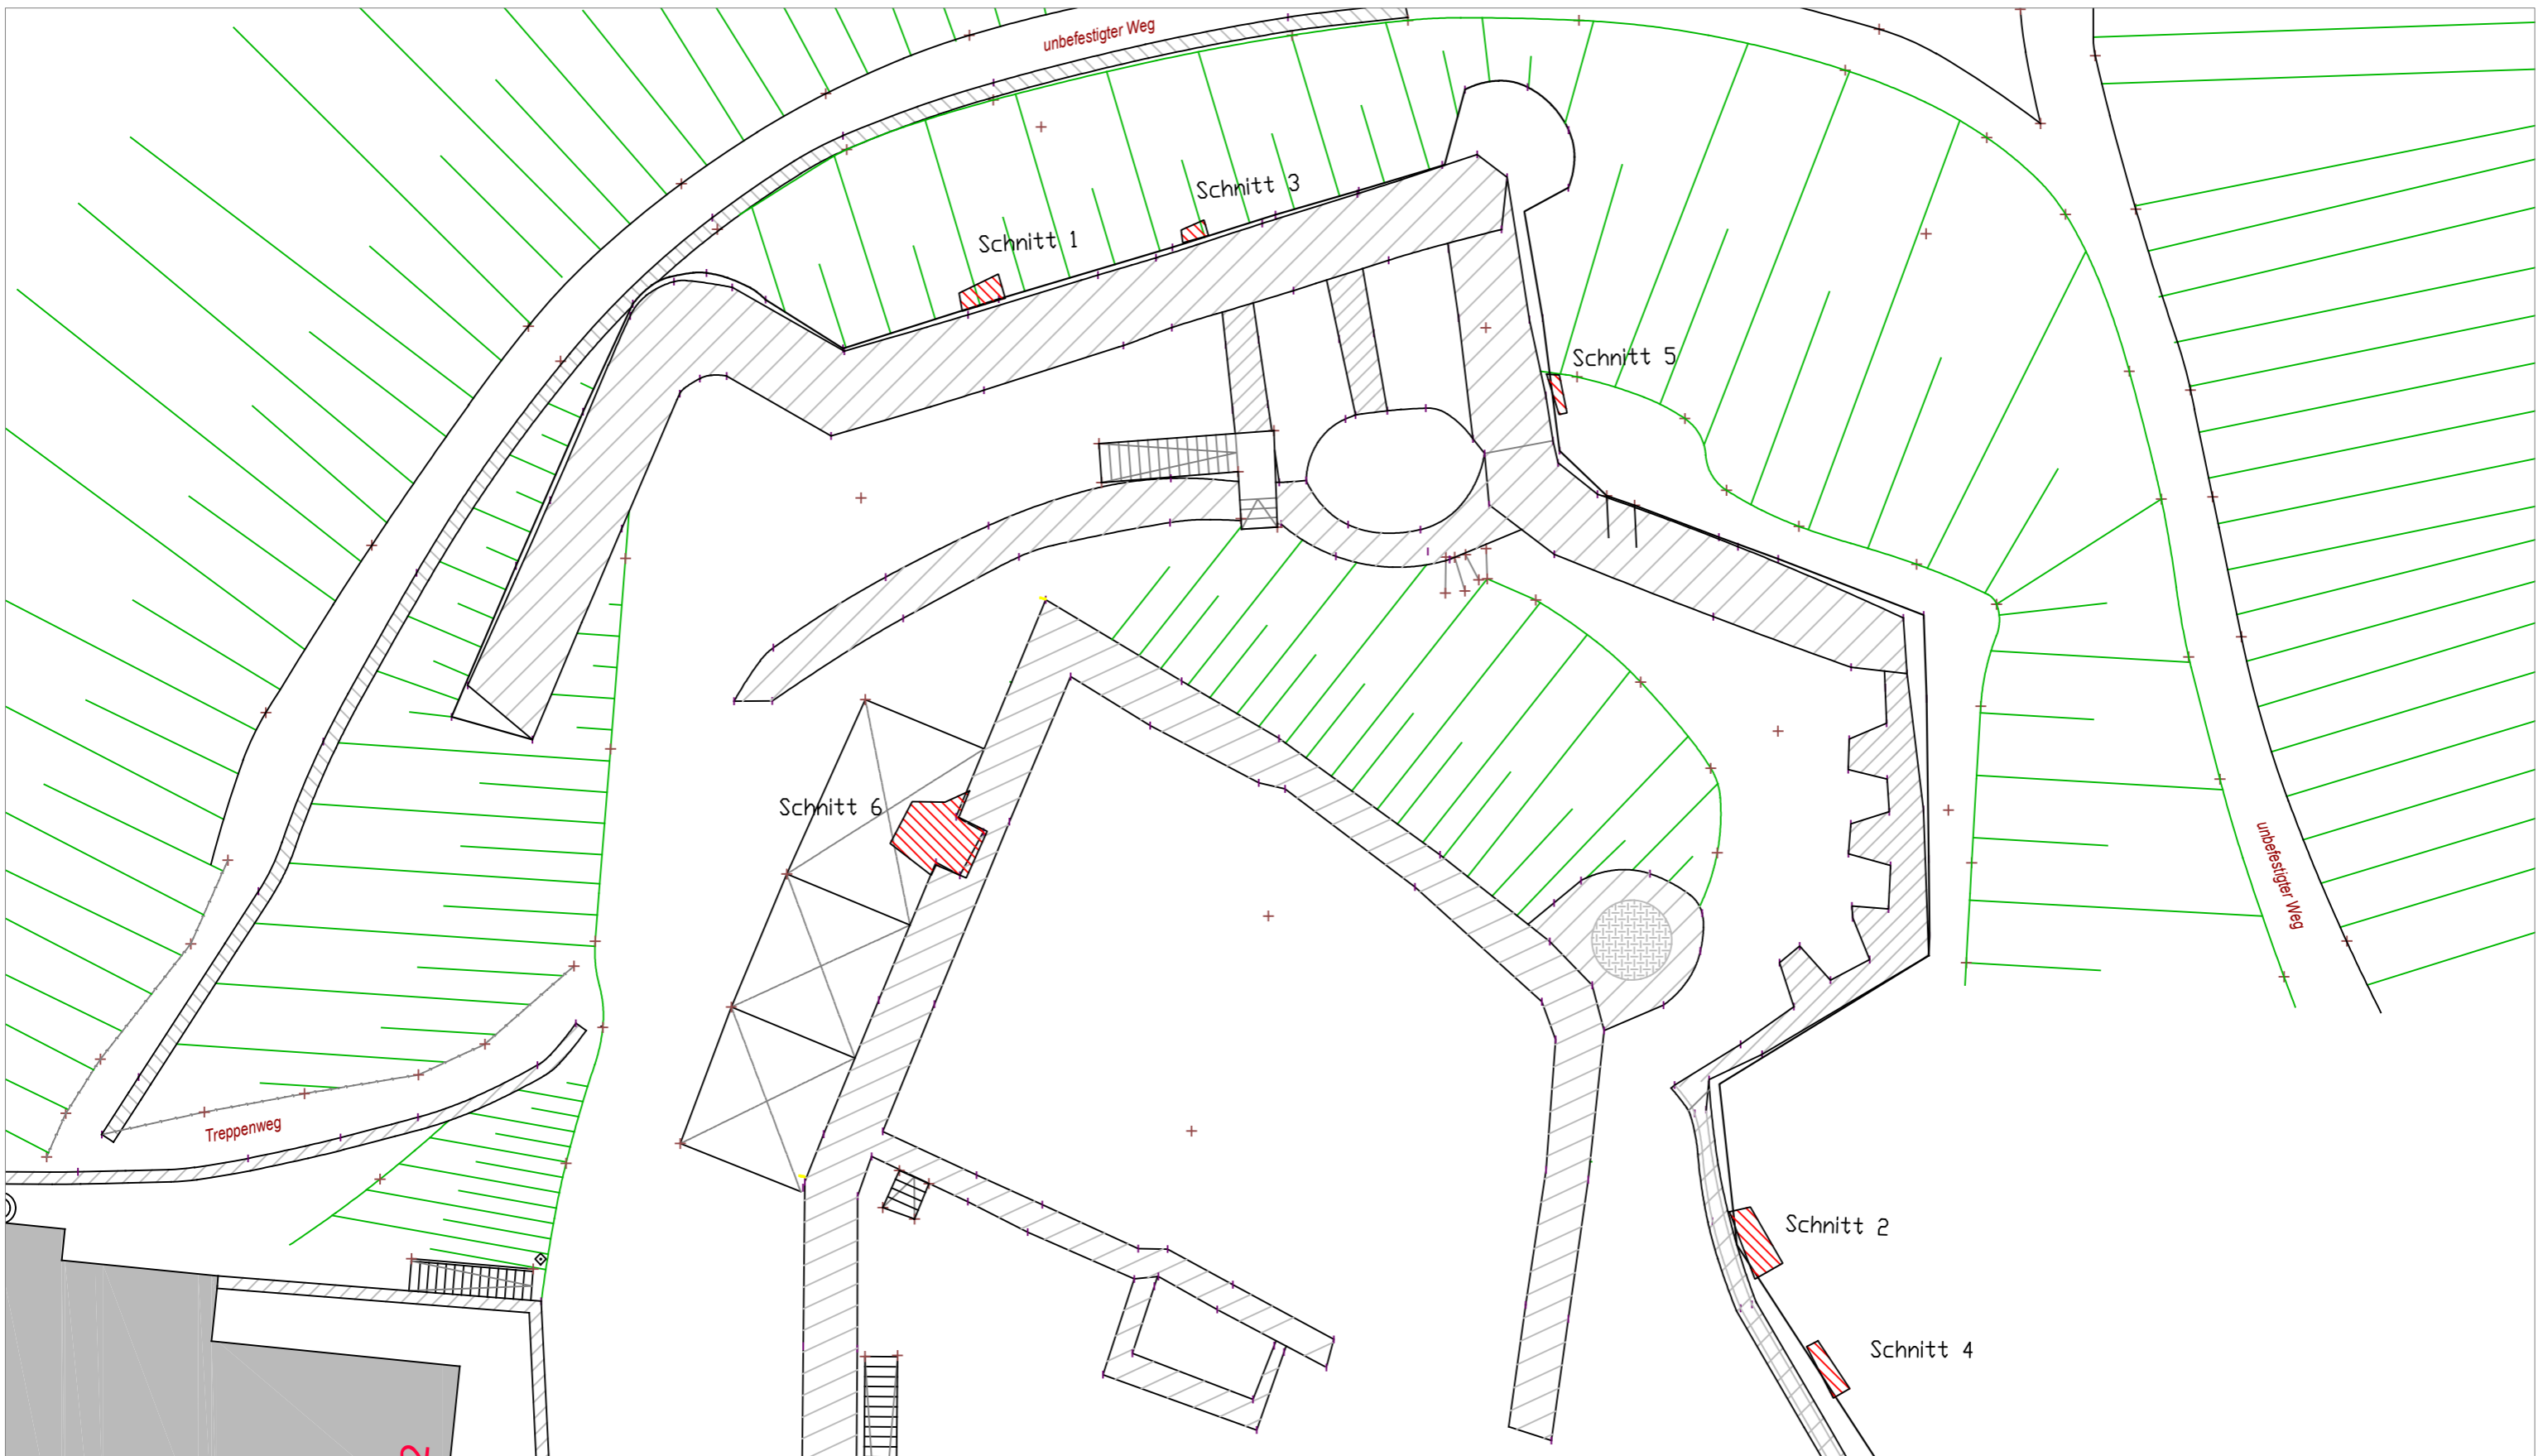 unbefestigter Weg
Schnitt 3
Schnitt 1
Schnitt 5
Schnitt 6
unbefestigter Weg
Treppenweg
Schnitt 2
Schnitt 4